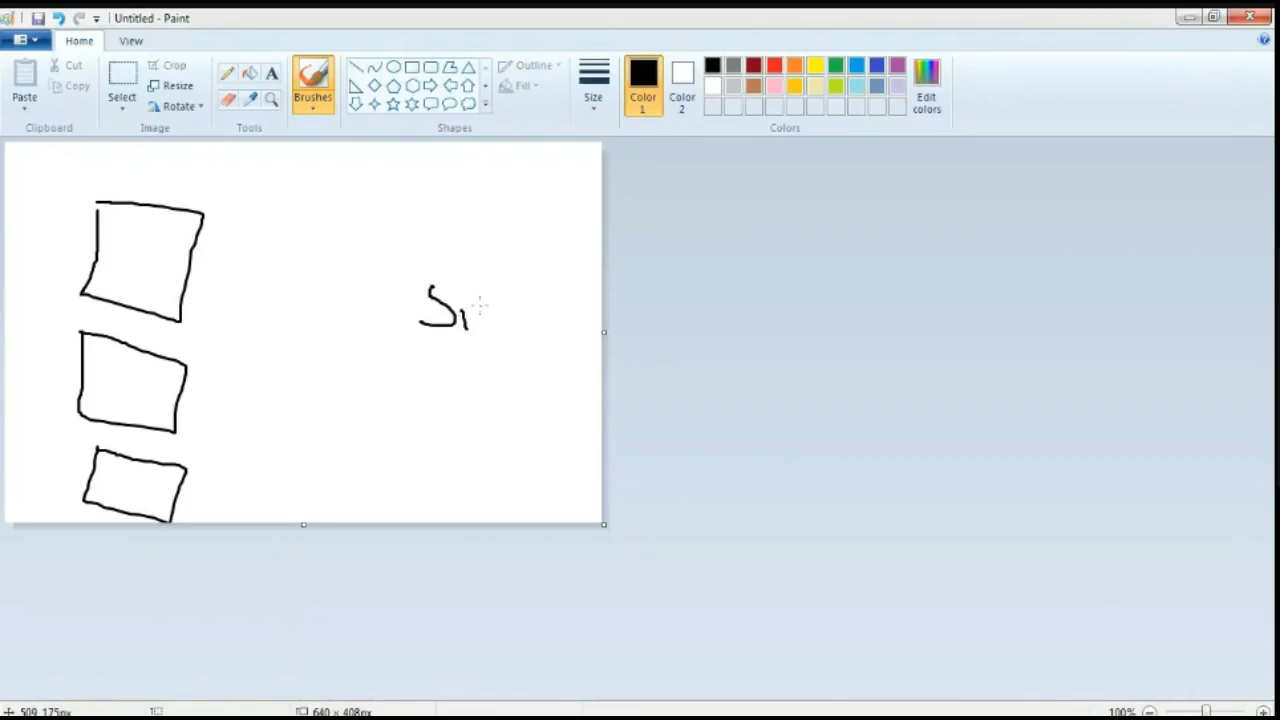 Untitled - Paint
Home View
Paste
Cut
Copy
Clipboard
Select
Crop
Resize
Rotate
Image
A
Tools
Brushes
Shapes
Outline
Fill
Size
Color 1
Color 2
Edit colors
Colors
509, 175px
640 × 408px
100%